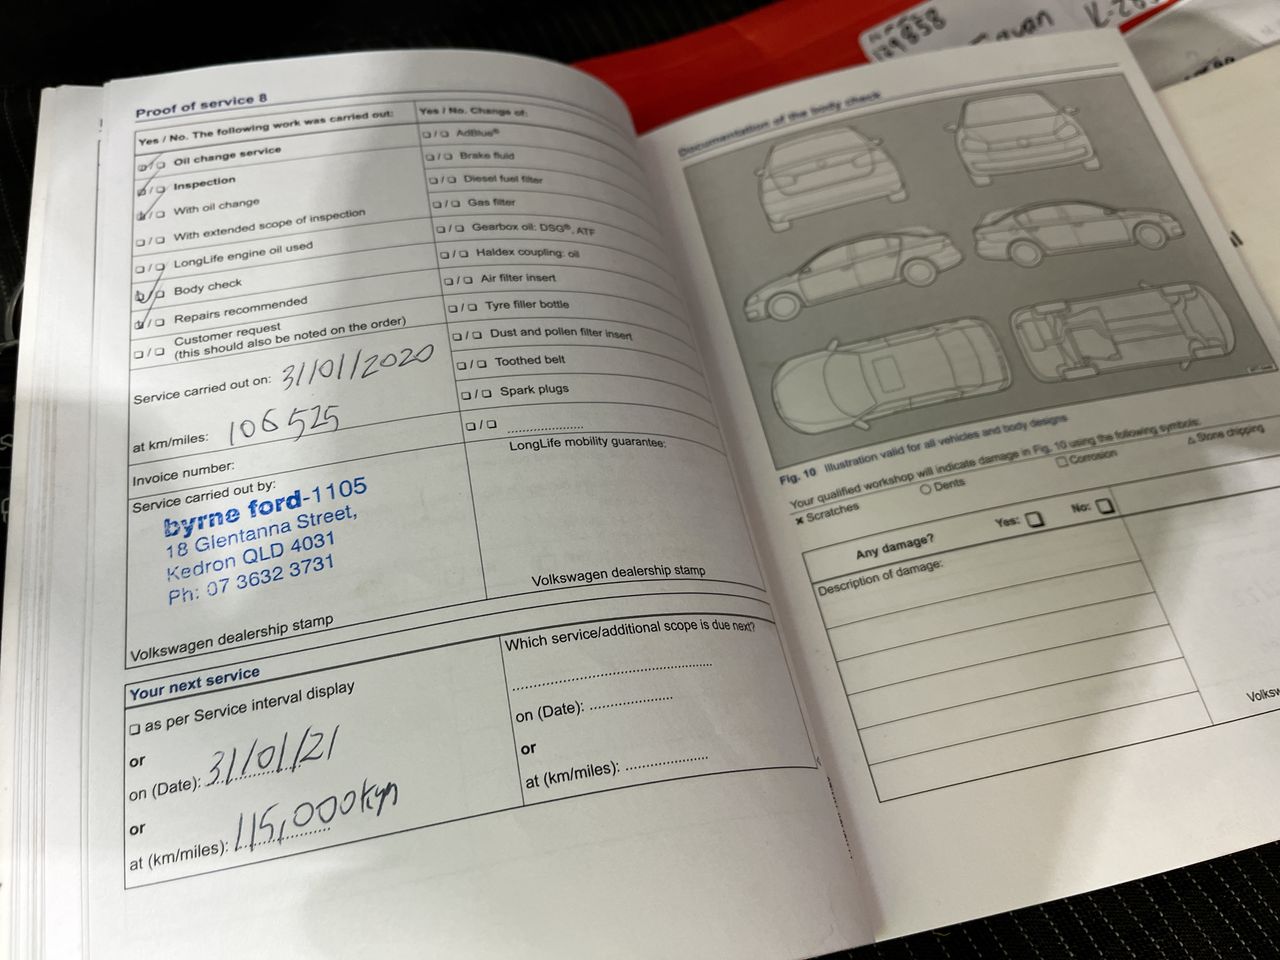 Proof of service 8
Yes / No. The following work was carried out:
❑ / ❑ Oil change service
❑ / ❑ Inspection
❑ / ❑ With oil change
❑ / ❑ With extended scope of inspection
❑ / ❑ LongLife engine oil used
❑ / ❑ Body check
❑ / ❑ Repairs recommended
❑ / ❑ Customer request
(this should also be noted on the order)
Yes / No. Change of:
❑ / ❑ AdBlue®
❑ / ❑ Brake fluid
❑ / ❑ Diesel fuel filter
❑ / ❑ Gas filter
❑ / ❑ Gearbox oil: DSG®, ATF
❑ / ❑ Haldex coupling: oil
❑ / ❑ Air filter insert
❑ / ❑ Tyre filler bottle
❑ / ❑ Dust and pollen filter insert
❑ / ❑ Toothed belt
❑ / ❑ Spark plugs
❑ / ❑ ......................
Service carried out on: 31/01/2020
at km/miles: 106525
Invoice number:
Service carried out by:
byrne ford-1105
18 Glentanna Street,
Kedron QLD 4031
Ph: 07 3632 3731
Volkswagen dealership stamp
LongLife mobility guarantee:
Volkswagen dealership stamp
Your next service
❑ as per Service interval display
or
on (Date): 31/01/21
or
at (km/miles): 115,000km
Which service/additional scope is due next?
on (Date): ....................
or
at (km/miles): ....................
Documentation of the body check
Fig. 10 Illustration valid for all vehicles and body designs
Your qualified workshop will indicate damage in Fig. 10 using the following symbols:
× Scratches ○ Dents ❑ Corrosion △ Stone chipping
Any damage? Yes: ❑ No: ❑
Description of damage:
139858